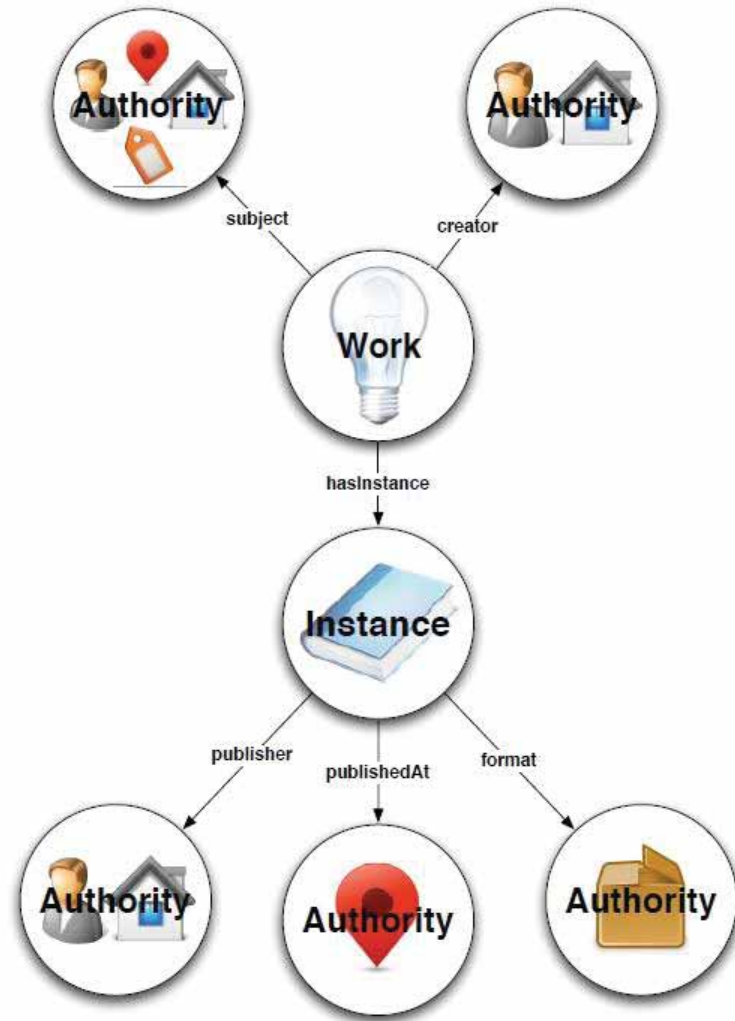 Authority
Authority
subject
creator
Work
hasInstance
Instance
publisher
publishedAt
format
Authority
Authority
Authority